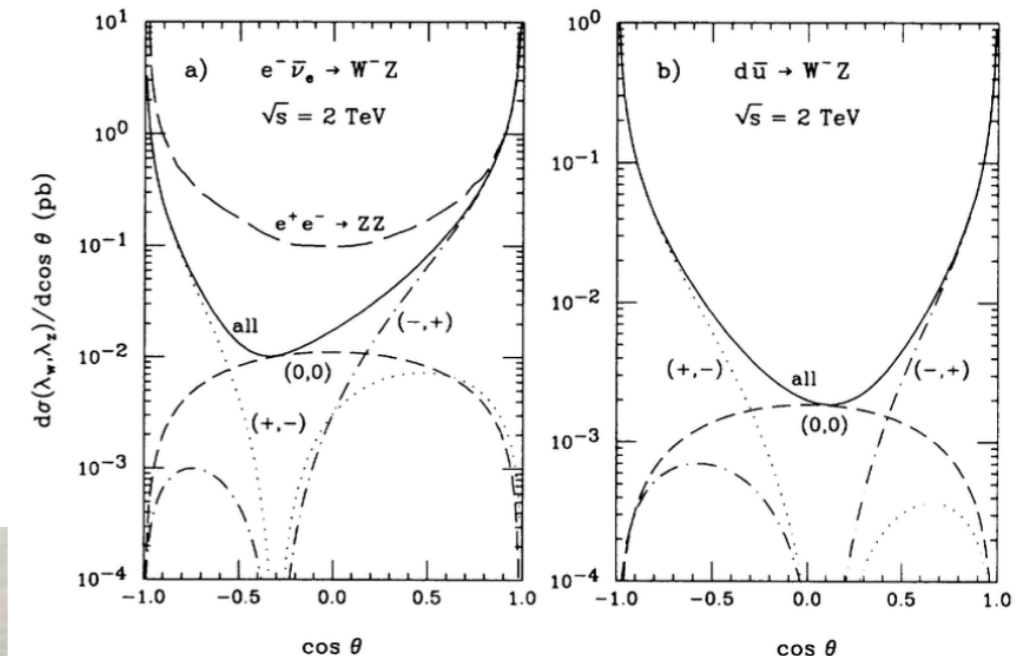 dσ(λ_w,λ_z)/dcos θ (pb)
10¹
10⁰
10⁻¹
10⁻²
10⁻³
10⁻⁴
a) e⁻ ν̄ₑ → W⁻ Z
√s = 2 TeV
e⁺ e⁻ → ZZ
all
(−,+)
(0,0)
(+,−)
−1.0 −0.5 0.0 0.5 1.0
cos θ
10⁰
10⁻¹
10⁻²
10⁻³
10⁻⁴
b) dū → W⁻ Z
√s = 2 TeV
(+,−)
all
(−,+)
(0,0)
−1.0 −0.5 0.0 0.5 1.0
cos θ